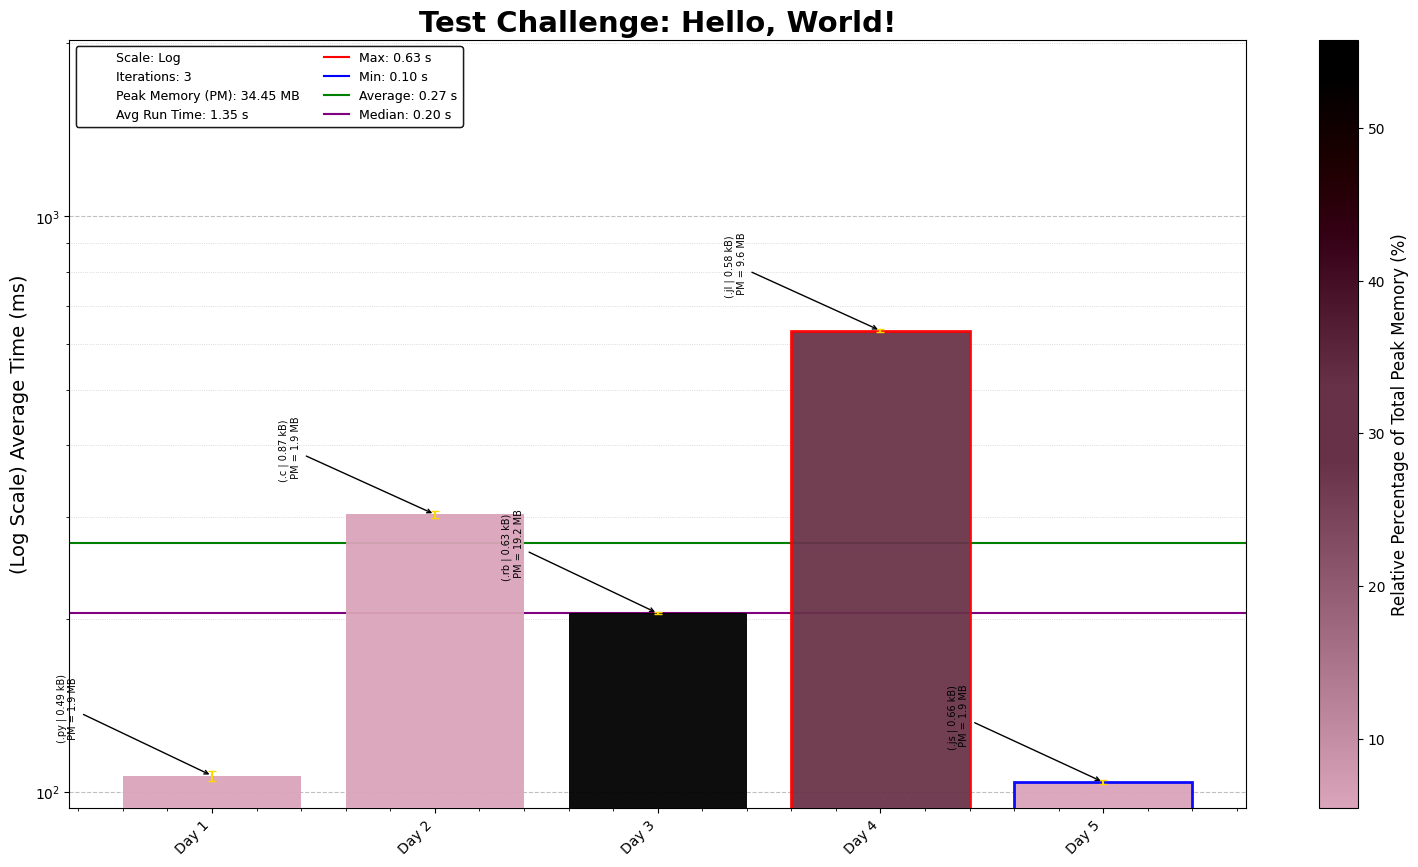 Test Challenge: Hello, World!
Scale: Log
Iterations: 3
Peak Memory (PM): 34.45 MB
Avg Run Time: 1.35 s
Max: 0.63 s
Min: 0.10 s
Average: 0.27 s
Median: 0.20 s
(Log Scale) Average Time (ms)
10³
10²
(.py | 0.49 kB)
PM = 1.9 MB
(.c | 0.87 kB)
PM = 1.9 MB
(.rb | 0.63 kB)
PM = 19.2 MB
(.jl | 0.58 kB)
PM = 9.6 MB
(.js | 0.66 kB)
PM = 1.9 MB
Day 1
Day 2
Day 3
Day 4
Day 5
50
40
30
20
10
Relative Percentage of Total Peak Memory (%)